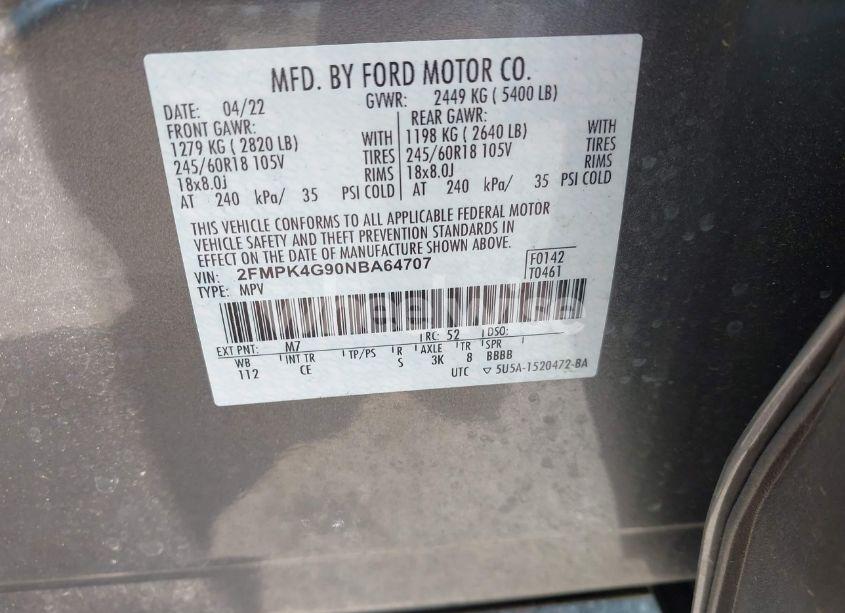 MFD. BY FORD MOTOR CO.
DATE: 04/22 GVWR: 2449 KG ( 5400 LB)
FRONT GAWR: REAR GAWR:
1279 KG ( 2820 LB) WITH 1198 KG ( 2640 LB) WITH
245/60R18 105V TIRES 245/60R18 105V TIRES
18x8.0J RIMS 18x8.0J RIMS
AT 240 kPa/ 35 PSI COLD AT 240 kPa/ 35 PSI COLD
THIS VEHICLE CONFORMS TO ALL APPLICABLE FEDERAL MOTOR
VEHICLE SAFETY AND THEFT PREVENTION STANDARDS IN
EFFECT ON THE DATE OF MANUFACTURE SHOWN ABOVE.
VIN: 2FMPK4G90NBA64707 F0142
TYPE: MPV T0461
EXT PNT: M7 RC: 52 DSO:
WB INT TR TP/PS R AXLE TR SPR
112 CE S 3K 8 BBBB
UTC ▽ 5U5A-1520472-BA